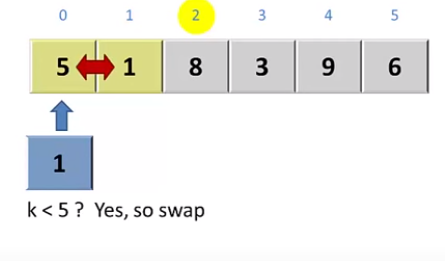 0 1 2 3 4 5
5 1 8 3 9 6
1
k < 5 ? Yes, so swap